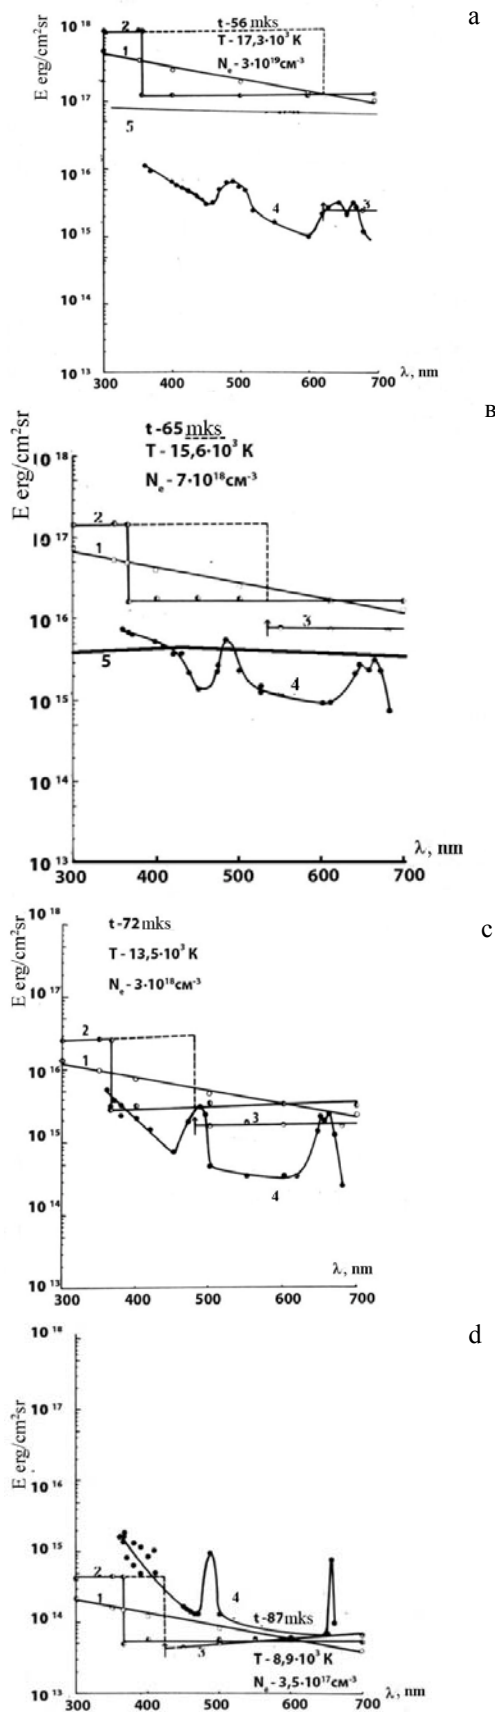 a
E erg/cm²sr
t-56 mks
T - 17,3·10³ K
Nₑ - 3·10¹⁹см⁻³
10¹⁸
10¹⁷
10¹⁶
10¹⁵
10¹⁴
10¹³
2
1
5
4
3
300 400 500 600 700
λ, nm
в
E erg/cm²sr
t-65 mks
T - 15,6·10³ K
Nₑ - 7·10¹⁸см⁻³
10¹⁸
10¹⁷
10¹⁶
10¹⁵
10¹⁴
10¹³
2
1
3
5
4
λ, nm
300 400 500 600 700
c
E erg/cm²sr
t-72 mks
T - 13,5·10³ K
Nₑ - 3·10¹⁸см⁻³
10¹⁸
10¹⁷
10¹⁶
10¹⁵
10¹⁴
10¹³
2
1
3
4
λ, nm
300 400 500 600 700
d
E erg/cm²sr
10¹⁸
10¹⁷
10¹⁶
10¹⁵
10¹⁴
10¹³
2
1
4
3
t-87mks
T - 8,9·10³ K
Nₑ - 3,5·10¹⁷см⁻³
300 400 500 600 700
λ, nm